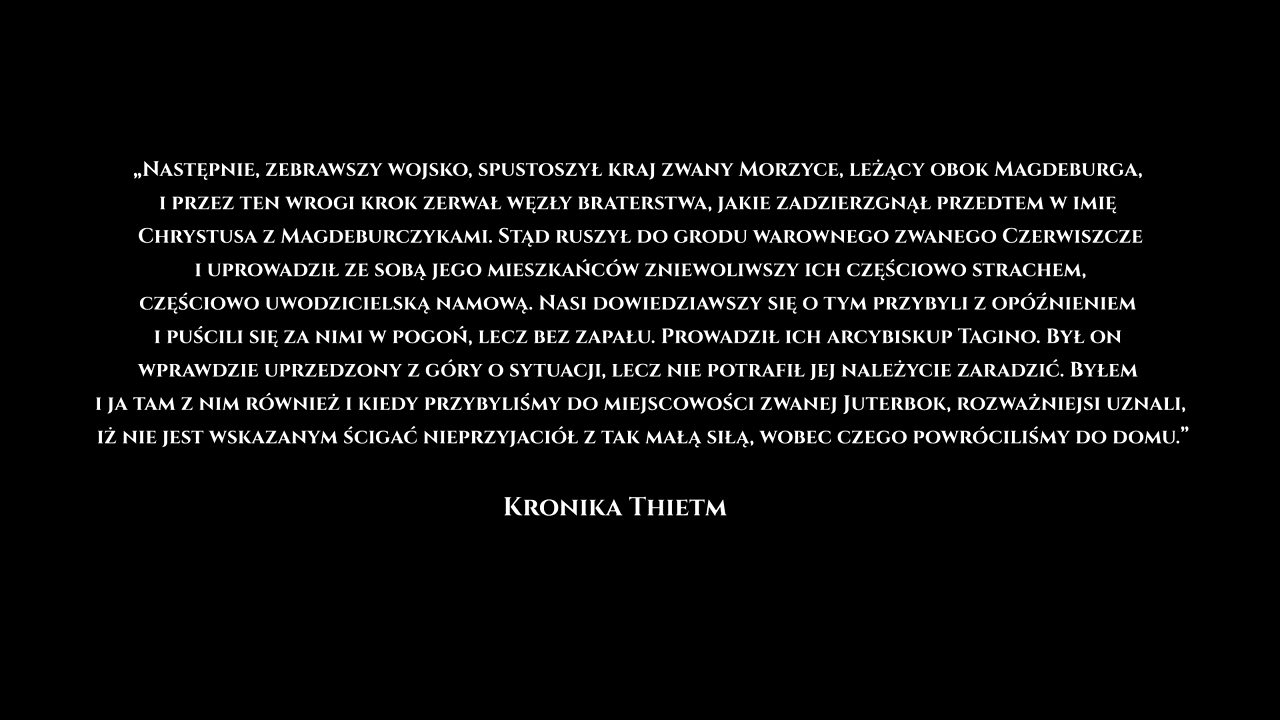 „Następnie, zebrawszy wojsko, spustoszył kraj zwany Morzyce, leżący obok Magdeburga,
i przez ten wrogi krok zerwał węzły braterstwa, jakie zadzierzgnął przedtem w imię
Chrystusa z Magdeburczykami. Stąd ruszył do grodu warownego zwanego Czerwiszcze
i uprowadził ze sobą jego mieszkańców zniewoliwszy ich częściowo strachem,
częściowo uwodzicielską namową. Nasi dowiedziawszy się o tym przybyli z opóźnieniem
i puścili się za nimi w pogoń, lecz bez zapału. Prowadził ich arcybiskup Tagino. Był on
wprawdzie uprzedzony z góry o sytuacji, lecz nie potrafił jej należycie zaradzić. Byłem
i ja tam z nim również i kiedy przybyliśmy do miejscowości zwanej Juterbok, rozważniejsi uznali,
iż nie jest wskazanym ścigać nieprzyjaciół z tak małą siłą, wobec czego powróciliśmy do domu.”
Kronika Thietm